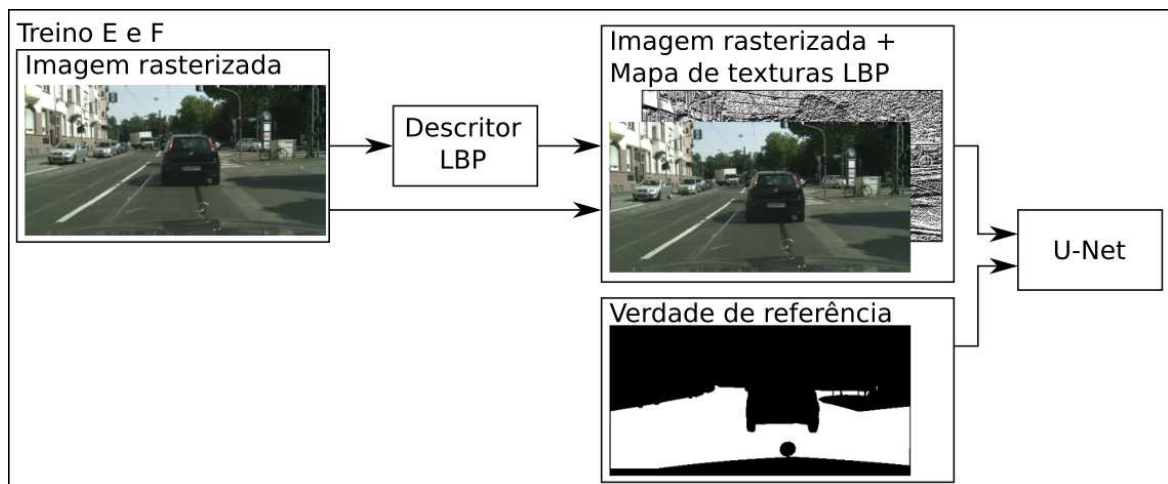 Treino E e F
Imagem rasterizada
Descritor
LBP
Imagem rasterizada +
Mapa de texturas LBP
Verdade de referência
U-Net